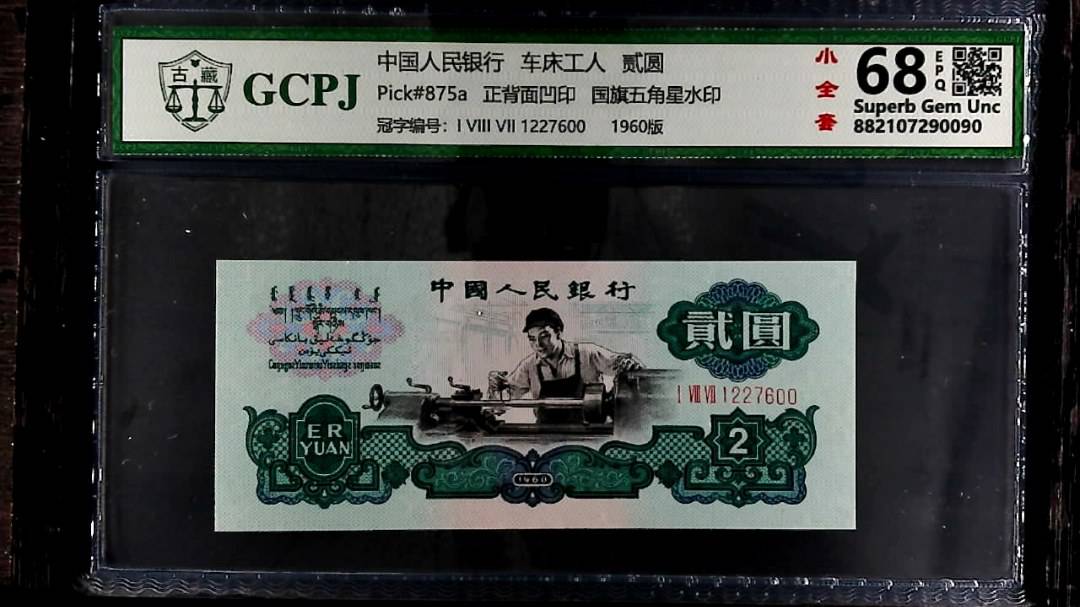 古藏
GCPJ
中国人民银行 车床工人 贰圆
Pick#875a 正背面凹印 国旗五角星水印
冠字编号: I VIII VII 1227600 1960版
小全套
68 EPQ
Superb Gem Unc
882107290090
中國人民銀行
貳圓
I VIII VII 1227600
ER
YUAN
2
1960